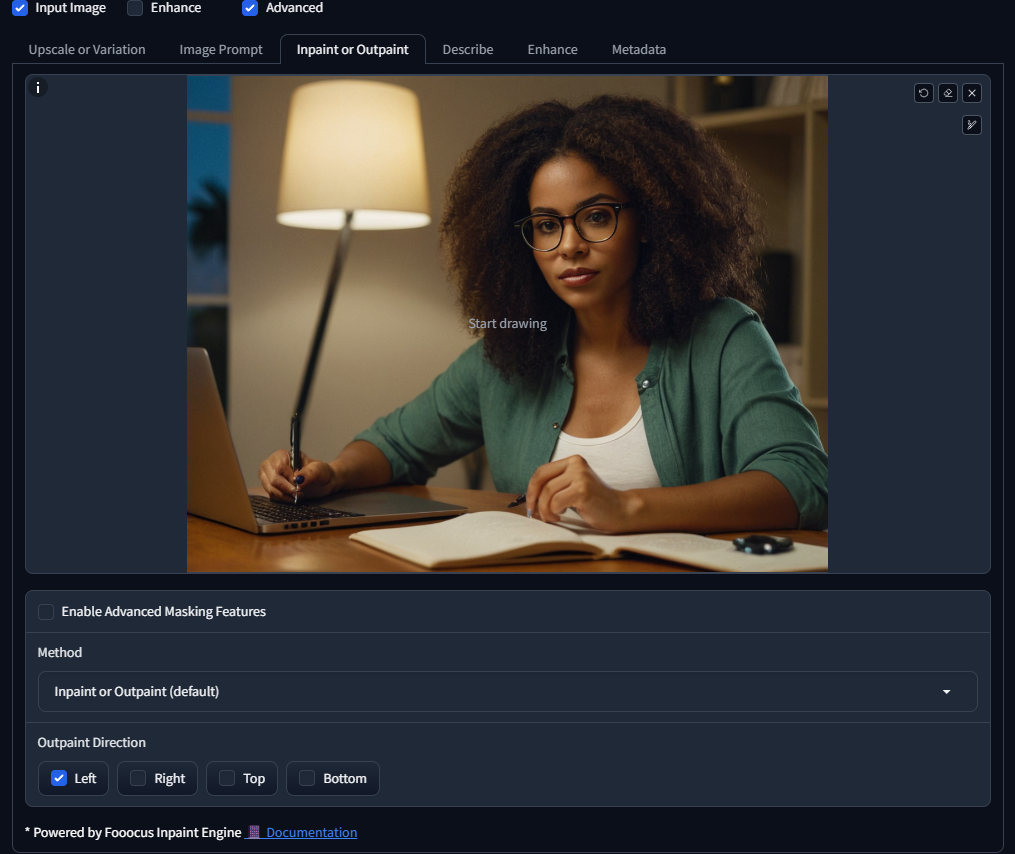 Input Image Enhance Advanced
Upscale or Variation Image Prompt Inpaint or Outpaint Describe Enhance Metadata
i
Start drawing
Enable Advanced Masking Features
Method
Inpaint or Outpaint (default)
Outpaint Direction
Left Right Top Bottom
* Powered by Fooocus Inpaint Engine Documentation